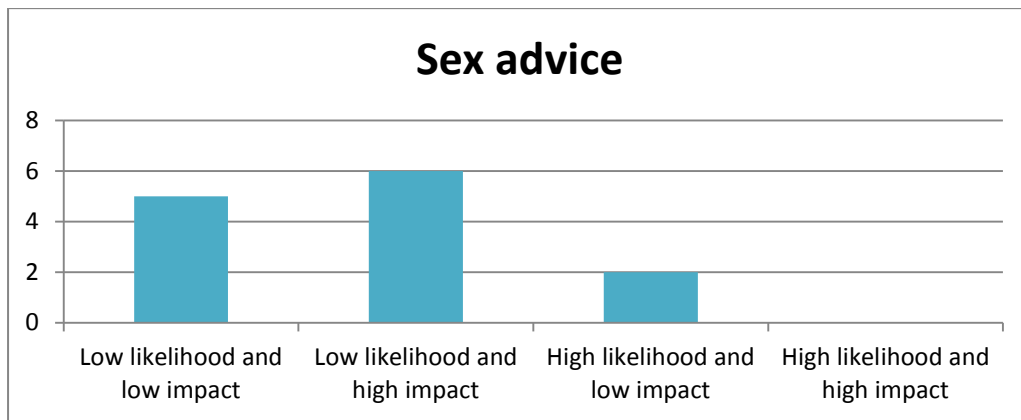 Sex advice
8
6
4
2
0
Low likelihood and
low impact
Low likelihood and
high impact
High likelihood and
low impact
High likelihood and
high impact